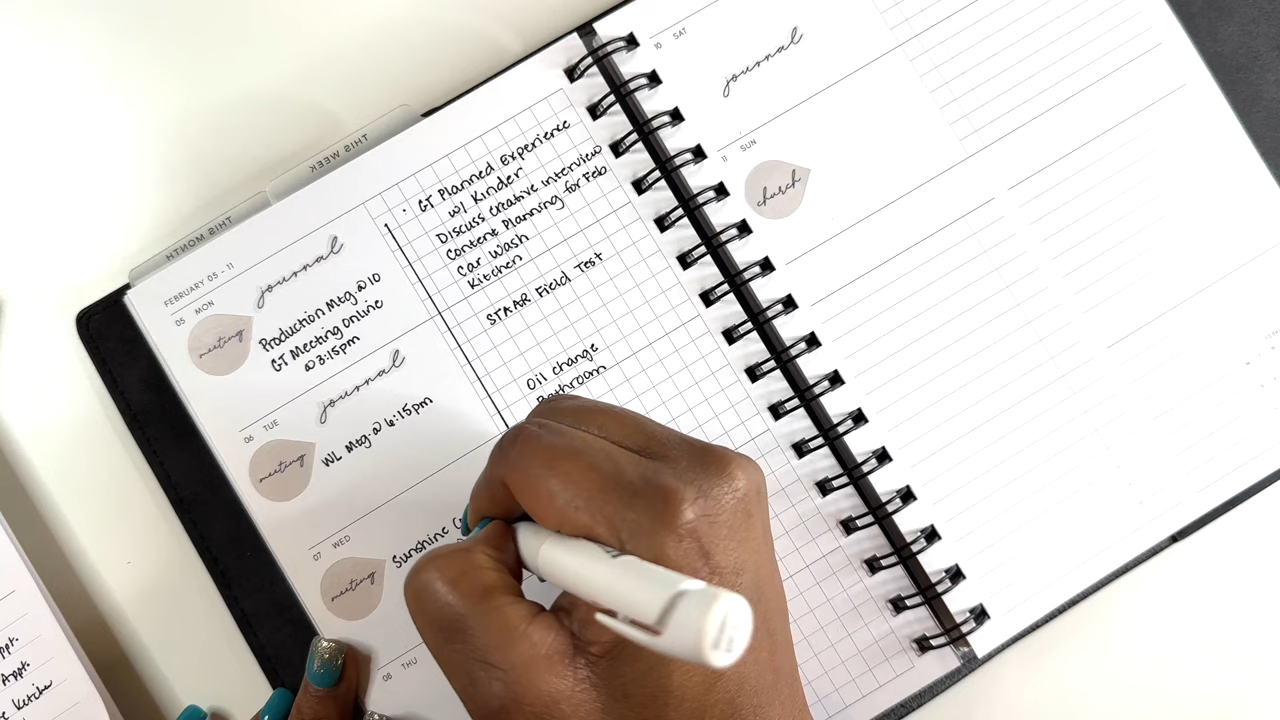 THIS MONTH
THIS WEEK
FEBRUARY 05 - 11
05 MON
journal
meeting
Production Mtg. @ 10
GT Meeting Online
@ 3:15pm
06 TUE
journal
meeting
WL Mtg. @ 6:15pm
07 WED
meeting
Sunshine
08 THU
· GT Planned Experience
w/ Kinder
Discuss creative interview
Content Planning for Feb
Car Wash
Kitchen
STAAR Field Test
Oil change
Bathroom
10 SAT
journal
11 SUN
church
Appt.